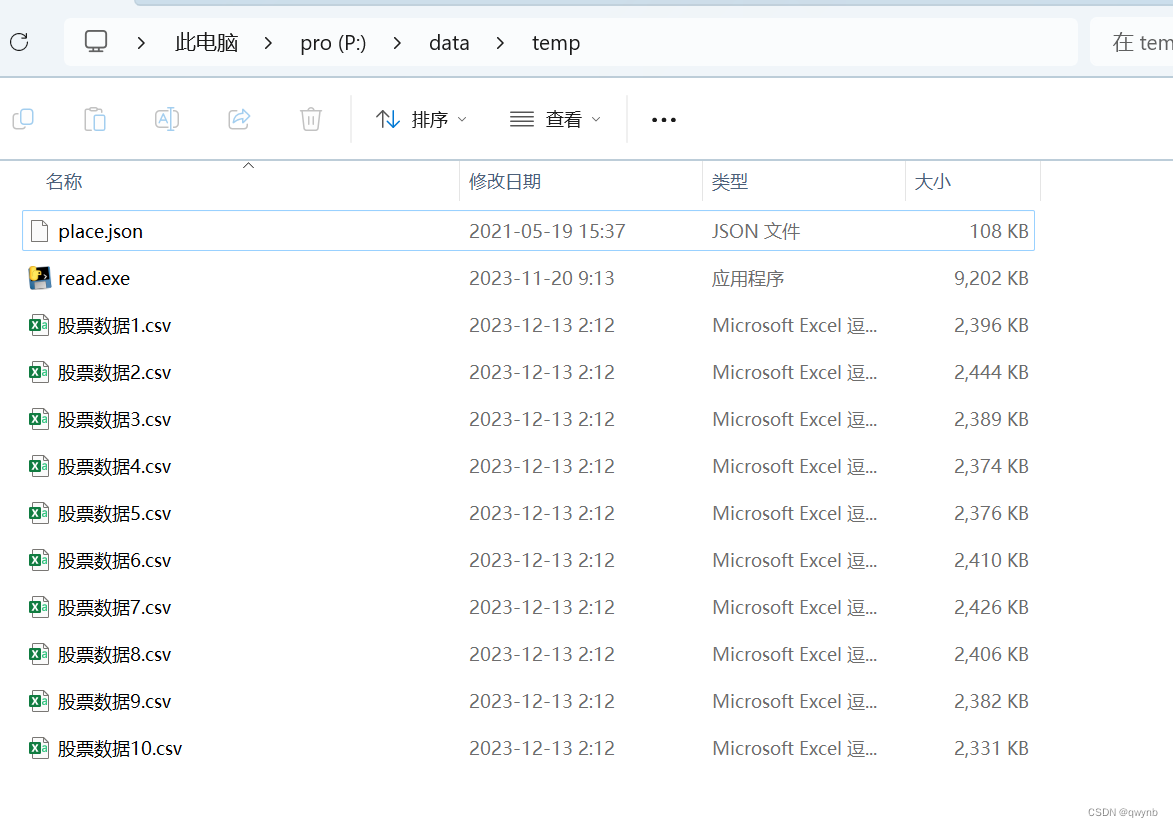 此电脑 pro (P:) data temp 在 tem
排序 查看
名称 修改日期 类型 大小
place.json 2021-05-19 15:37 JSON 文件 108 KB
read.exe 2023-11-20 9:13 应用程序 9,202 KB
股票数据1.csv 2023-12-13 2:12 Microsoft Excel 逗... 2,396 KB
股票数据2.csv 2023-12-13 2:12 Microsoft Excel 逗... 2,444 KB
股票数据3.csv 2023-12-13 2:12 Microsoft Excel 逗... 2,389 KB
股票数据4.csv 2023-12-13 2:12 Microsoft Excel 逗... 2,374 KB
股票数据5.csv 2023-12-13 2:12 Microsoft Excel 逗... 2,376 KB
股票数据6.csv 2023-12-13 2:12 Microsoft Excel 逗... 2,410 KB
股票数据7.csv 2023-12-13 2:12 Microsoft Excel 逗... 2,426 KB
股票数据8.csv 2023-12-13 2:12 Microsoft Excel 逗... 2,406 KB
股票数据9.csv 2023-12-13 2:12 Microsoft Excel 逗... 2,382 KB
股票数据10.csv 2023-12-13 2:12 Microsoft Excel 逗... 2,331 KB
CSDN @qwynb